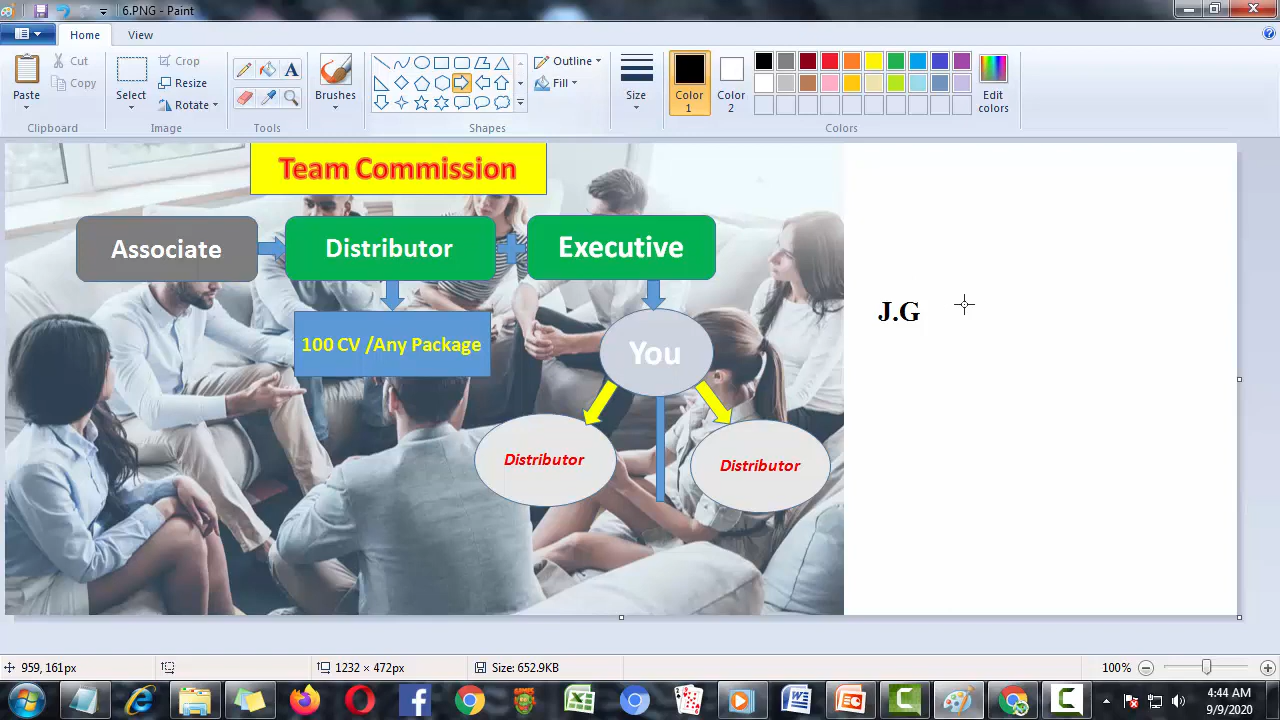 6.PNG - Paint
Home
View
Paste
Cut
Copy
Clipboard
Select
Crop
Resize
Rotate
Image
Tools
Brushes
Shapes
Outline
Fill
Size
Color 1
Color 2
Edit colors
Colors
Team Commission
Associate
Distributor
Executive
100 CV /Any Package
You
Distributor
Distributor
J.G
959, 161px
1232 × 472px
Size: 652.9KB
100%
4:44 AM
9/9/2020